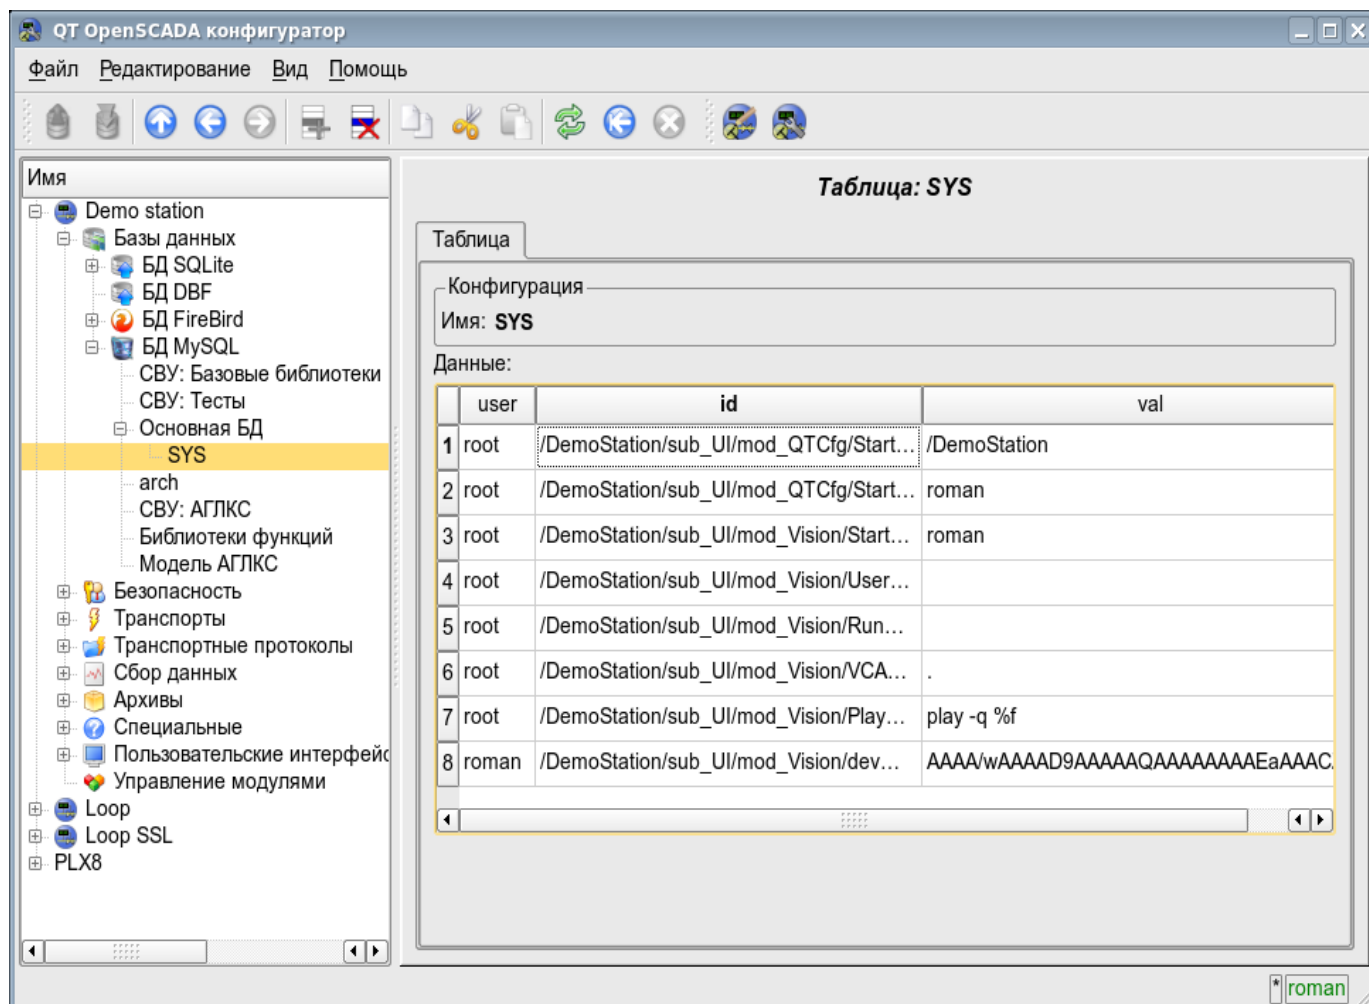 QT OpenSCADA конфигуратор
Файл Редактирование Вид Помощь
Имя
Demo station
Базы данных
БД SQLite
БД DBF
БД FireBird
БД MySQL
СВУ: Базовые библиотеки
СВУ: Тесты
Основная БД
SYS
arch
СВУ: АГЛКС
Библиотеки функций
Модель АГЛКС
Безопасность
Транспорты
Транспортные протоколы
Сбор данных
Архивы
Специальные
Пользовательские интерфейс
Управление модулями
Loop
Loop SSL
PLX8
Таблица: SYS
Таблица
Конфигурация
Имя: SYS
Данные:
user id val
1 root /DemoStation/sub_UI/mod_QTCfg/Start... /DemoStation
2 root /DemoStation/sub_UI/mod_QTCfg/Start... roman
3 root /DemoStation/sub_UI/mod_Vision/Start... roman
4 root /DemoStation/sub_UI/mod_Vision/User...
5 root /DemoStation/sub_UI/mod_Vision/Run...
6 root /DemoStation/sub_UI/mod_Vision/VCA... .
7 root /DemoStation/sub_UI/mod_Vision/Play... play -q %f
8 roman /DemoStation/sub_UI/mod_Vision/dev... AAAA/wAAAAD9AAAAAQAAAAAAAAEaAAAC
* roman